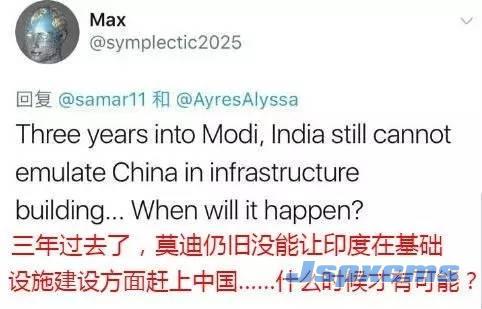 Max
@symplectic2025
回复 @samar11 和 @AyresAlyssa
Three years into Modi, India still cannot
emulate China in infrastructure
building... When will it happen?
三年过去了，莫迪仍旧没能让印度在基础
设施建设方面赶上中国......什么时候才有可能？
Jspxcms